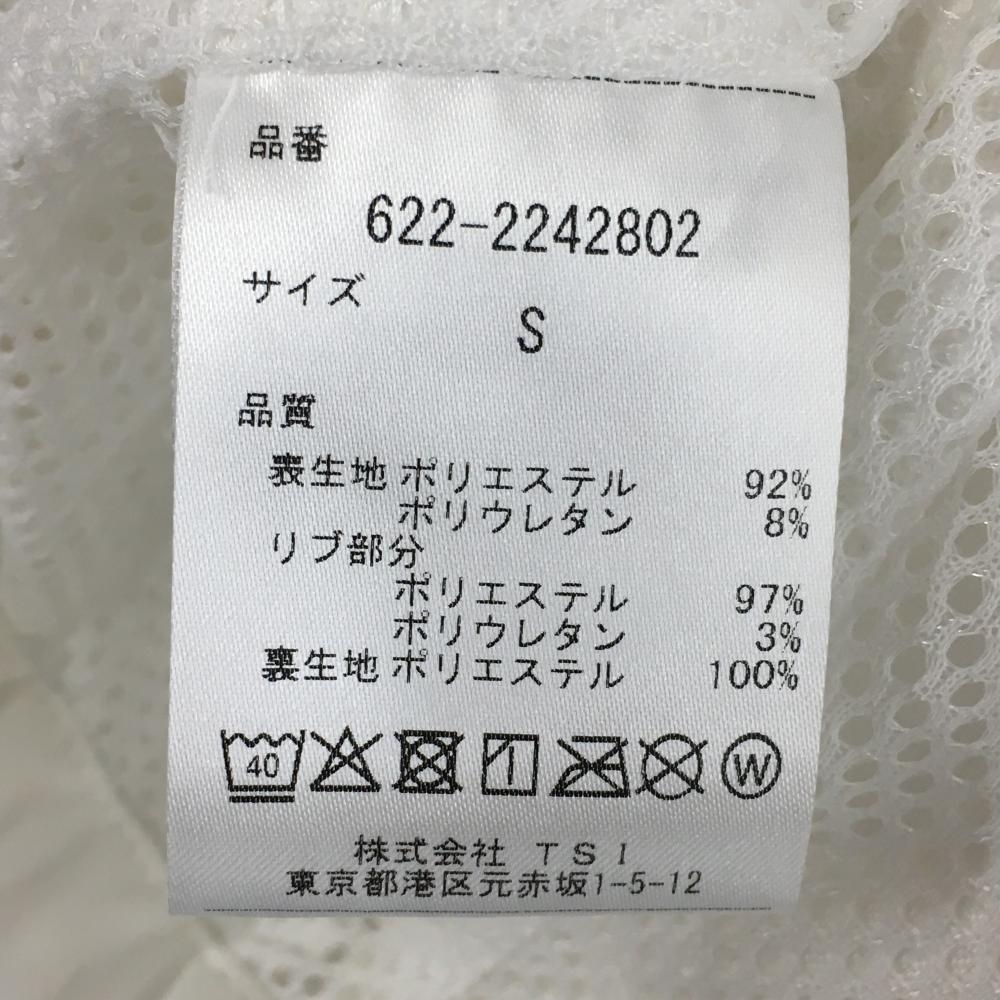 品番
622-2242802
サイズ
S
品質
表生地 ポリエステル 92%
ポリウレタン 8%
リブ部分
ポリエステル 97%
ポリウレタン 3%
裏生地 ポリエステル 100%
40 W
株式会社 TSI
東京都港区元赤坂1-5-12